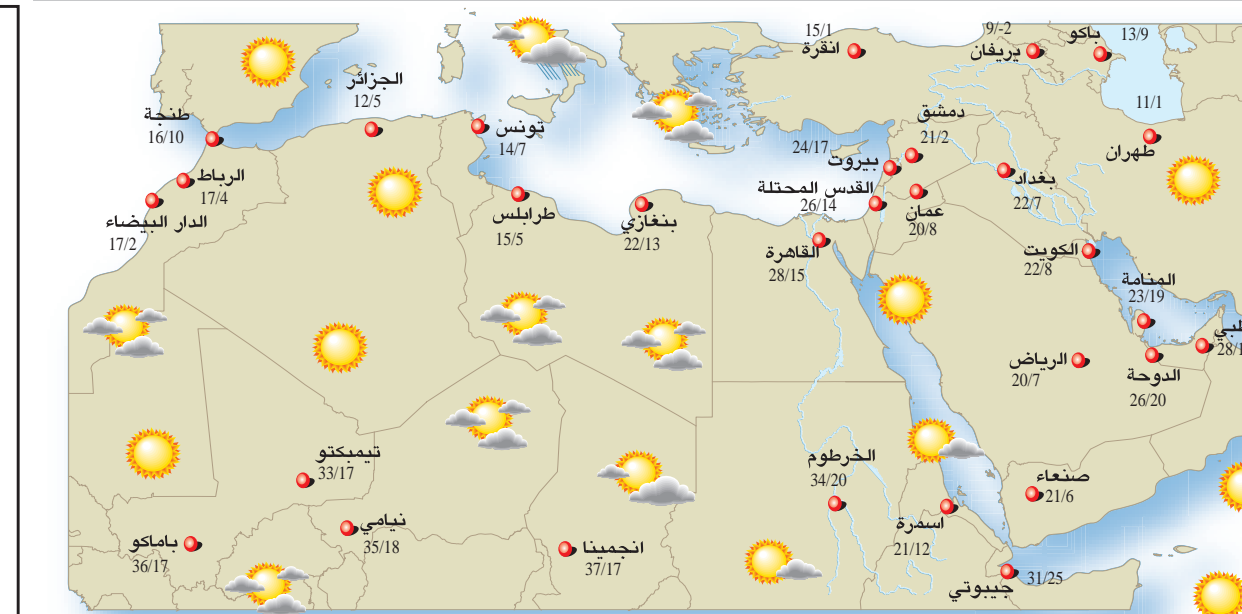 15/1
انقرة
9/-2
يريفان
باكو
13/9
11/1
طهران
الجزائر
12/5
طنجة
16/10
تونس
14/7
دمشق
21/2
24/17
بيروت
بغداد
22/7
القدس المحتلة
26/14
عمان
20/8
الرباط
17/4
الدار البيضاء
17/2
طرابلس
15/5
بنغازي
22/13
القاهرة
28/15
الكويت
22/8
المنامة
23/19
الرياض
20/7
الدوحة
26/20
تيمبكتو
33/17
الخرطوم
34/20
صنعاء
21/6
نيامي
35/18
باماكو
36/17
انجمينا
37/17
اسمرة
21/12
جيبوتي
31/25